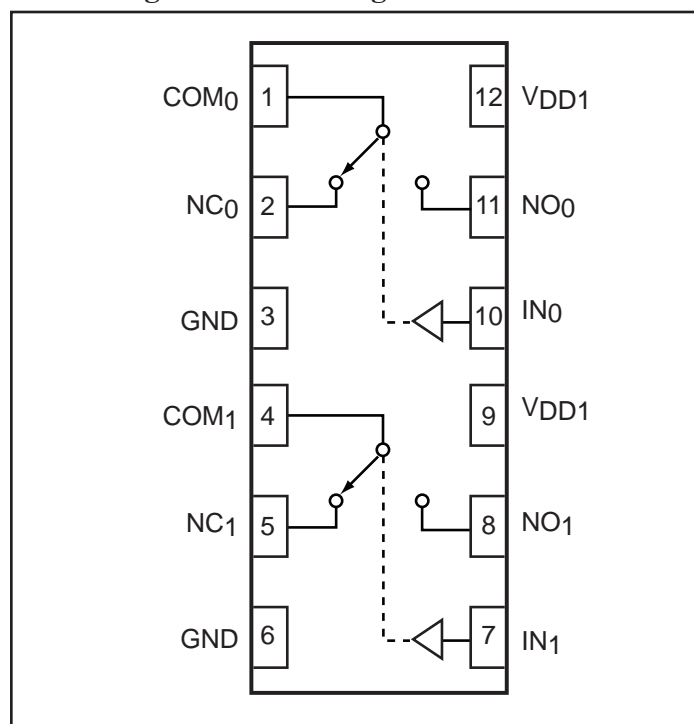 COM0 1 12 VDD1
NC0 2 11 NO0
GND 3 10 IN0
COM1 4 9 VDD1
NC1 5 8 NO1
GND 6 7 IN1